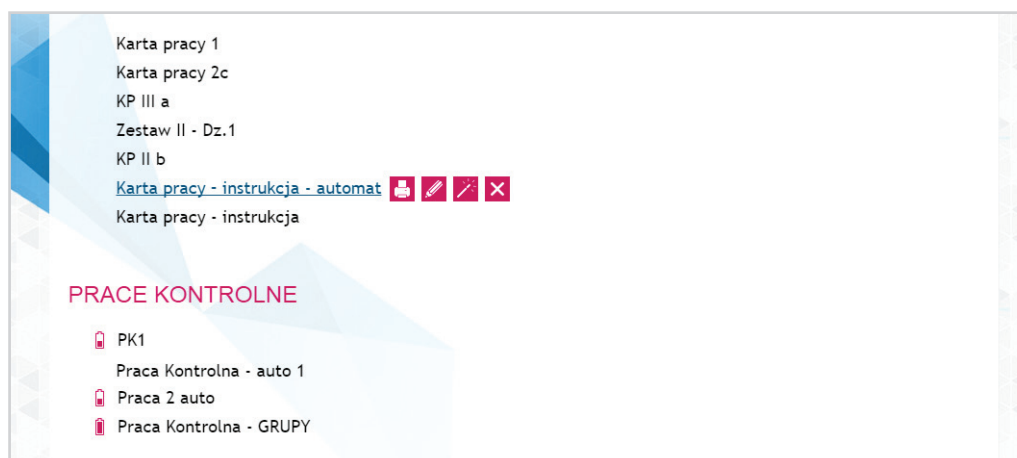 Karta pracy 1
Karta pracy 2c
KP III a
Zestaw II - Dz.1
KP II b
Karta pracy - instrukcja - automat
Karta pracy - instrukcja
PRACE KONTROLNE
PK1
Praca Kontrolna - auto 1
Praca 2 auto
Praca Kontrolna - GRUPY